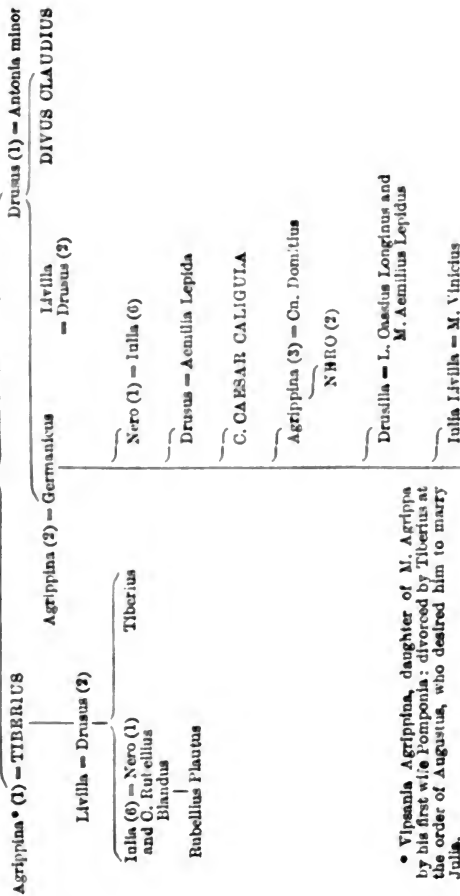 Agrippina* (1) = TIBERIUS
Drusus (1) = Antonia minor
Livilla = Drusus (2)
Agrippina (2) = Germanicus
Livilla
= Drusus (2)
DIVUS CLAUDIUS
Iulia (6) = Nero (1)
and C. Rubellius
Blandus
Tiberius
Rubellius Plautus
Nero (1) = Iulia (6)
Drusus = Aemilia Lepida
C. CAESAR CALIGULA
Agrippina (3) = Cn. Domitius
NERO (2)
Drusilla = L. Cassius Longinus and
M. Aemilius Lepidus
Iulia Livilla = M. Vinicius
* Vipsania Agrippina, daughter of M. Agrippa
by his first wife Pomponia: divorced by Tiberius at
the order of Augustus, who desired him to marry
Julia.